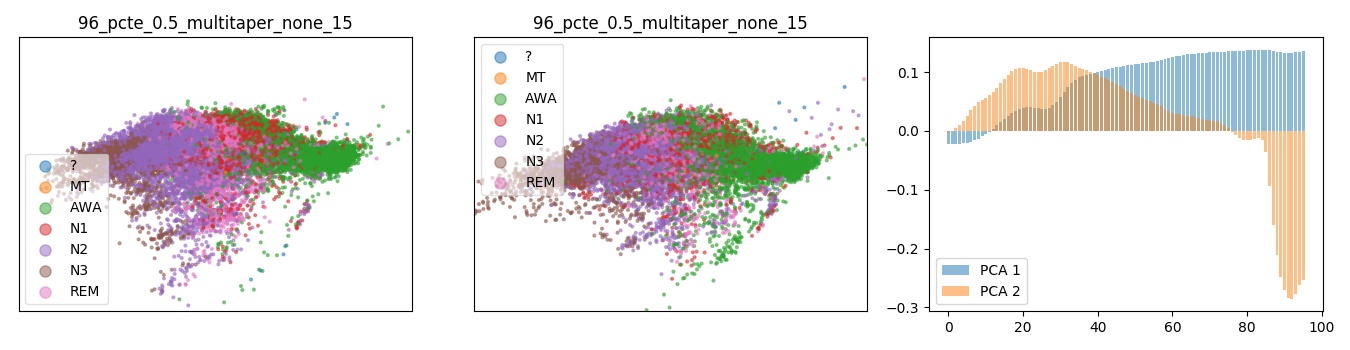 96_pcte_0.5_multitaper_none_15
?
MT
AWA
N1
N2
N3
REM
96_pcte_0.5_multitaper_none_15
?
MT
AWA
N1
N2
N3
REM
0.1
0.0
−0.1
−0.2
−0.3
PCA 1
PCA 2
0
20
40
60
80
100